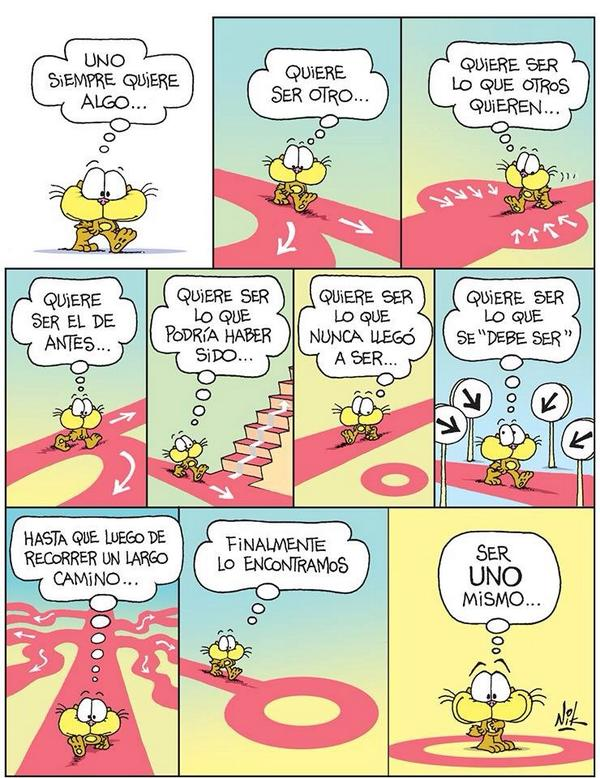 UNO
SIEMPRE QUIERE
ALGO...
QUIERE
SER OTRO...
QUIERE SER
LO QUE OTROS
QUIEREN...
QUIERE
SER EL DE
ANTES...
QUIERE SER
LO QUE
PODRÍA HABER
SIDO...
QUIERE SER
LO QUE
NUNCA LLEGÓ
A SER...
QUIERE SER
LO QUE
SE "DEBE SER"
HASTA QUE LUEGO DE
RECORRER UN LARGO
CAMINO...
FINALMENTE
LO ENCONTRAMOS
SER
UNO
MISMO...
NiK